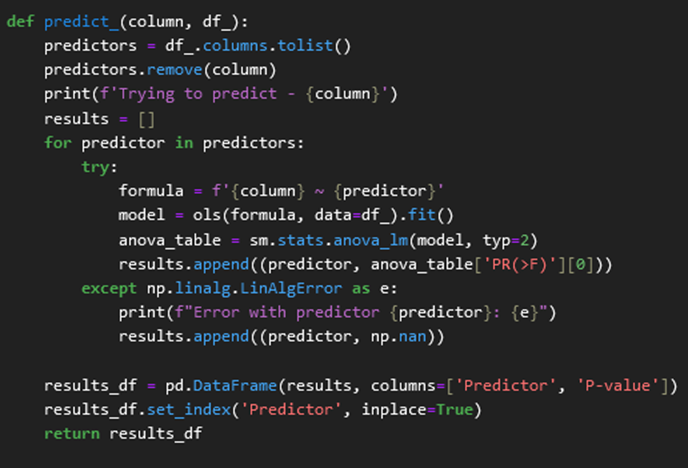 def predict_(column, df_):
    predictors = df_.columns.tolist()
    predictors.remove(column)
    print(f'Trying to predict - {column}')
    results = []
    for predictor in predictors:
        try:
            formula = f'{column} ~ {predictor}'
            model = ols(formula, data=df_).fit()
            anova_table = sm.stats.anova_lm(model, typ=2)
            results.append((predictor, anova_table['PR(>F)'][0]))
        except np.linalg.LinAlgError as e:
            print(f"Error with predictor {predictor}: {e}")
            results.append((predictor, np.nan))

    results_df = pd.DataFrame(results, columns=['Predictor', 'P-value'])
    results_df.set_index('Predictor', inplace=True)
    return results_df